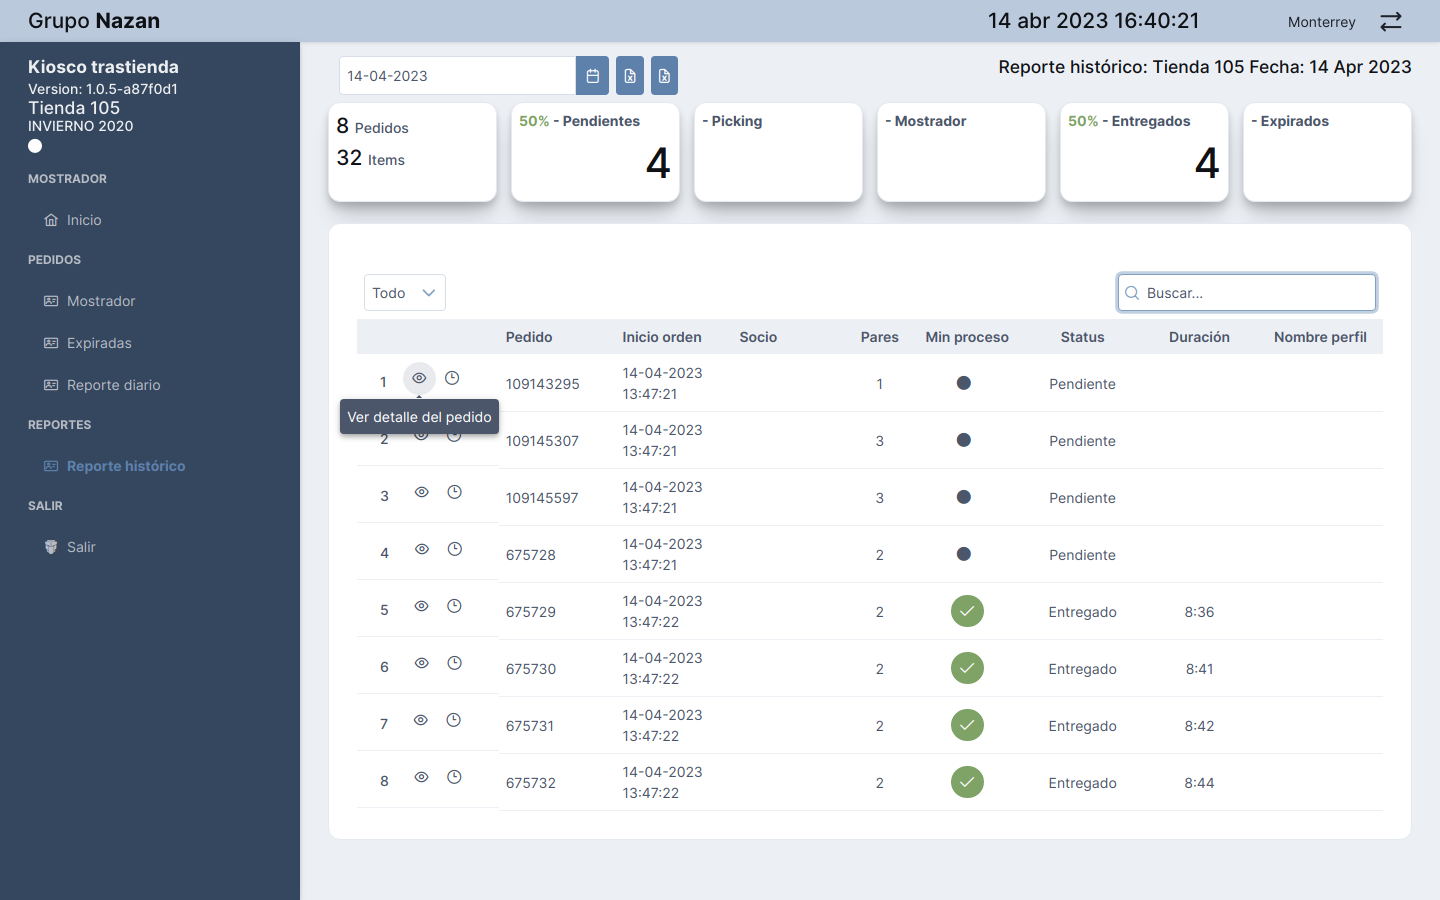 Grupo Nazan
14 abr 2023 16:40:21
Monterrey
Kiosco trastienda
Version: 1.0.5-a87f0d1
Tienda 105
INVIERNO 2020
MOSTRADOR
Inicio
PEDIDOS
Mostrador
Expiradas
Reporte diario
REPORTES
Reporte histórico
SALIR
Salir
14-04-2023
Reporte histórico: Tienda 105 Fecha: 14 Apr 2023
8 Pedidos
32 Items
50% - Pendientes
4
- Picking
- Mostrador
50% - Entregados
4
- Expirados
Todo
Buscar...
Pedido Inicio orden Socio Pares Min proceso Status Duración Nombre perfil
1 109143295 14-04-2023 13:47:21 1 Pendiente
Ver detalle del pedido
2 109145307 14-04-2023 13:47:21 3 Pendiente
3 109145597 14-04-2023 13:47:21 3 Pendiente
4 675728 14-04-2023 13:47:21 2 Pendiente
5 675729 14-04-2023 13:47:22 2 Entregado 8:36
6 675730 14-04-2023 13:47:22 2 Entregado 8:41
7 675731 14-04-2023 13:47:22 2 Entregado 8:42
8 675732 14-04-2023 13:47:22 2 Entregado 8:44